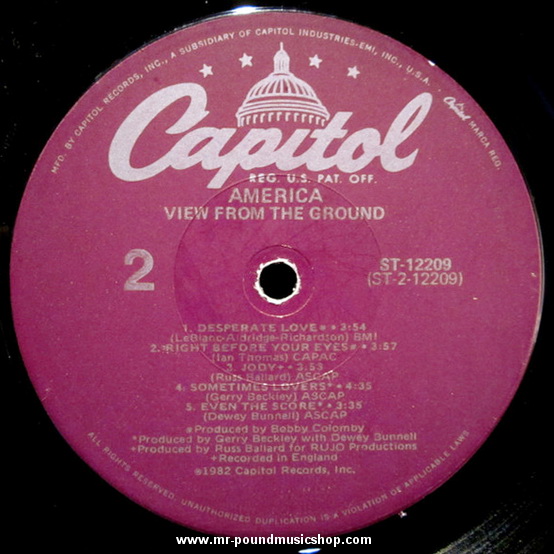 MFD. BY CAPITOL RECORDS, INC., A SUBSIDIARY OF CAPITOL INDUSTRIES-EMI, INC., U.S.A.
Capitol MARCA REG.
Capitol
REG. U.S. PAT. OFF.
AMERICA
VIEW FROM THE GROUND
2
ST-12209
(ST-2-12209)
1. DESPERATE LOVE* • 3:54
(LeBlanc-Aldridge-Richardson) BMI
2. RIGHT BEFORE YOUR EYES* • 3:57
(Ian Thomas) CAPAC
3. JODY+ • 3:53
(Russ Ballard) ASCAP
4. SOMETIMES LOVERS* • 4:35
(Gerry Beckley) ASCAP
5. EVEN THE SCORE* • 3:35
(Dewey Bunnell) ASCAP
*Produced by Bobby Colomby
*Produced by Gerry Beckley with Dewey Bunnell
+Produced by Russ Ballard for RUJO Productions
+Recorded in England
℗1982 Capitol Records, Inc.
ALL RIGHTS RESERVED. UNAUTHORIZED DUPLICATION IS A VIOLATION OF APPLICABLE LAWS
www.mr-poundmusicshop.com